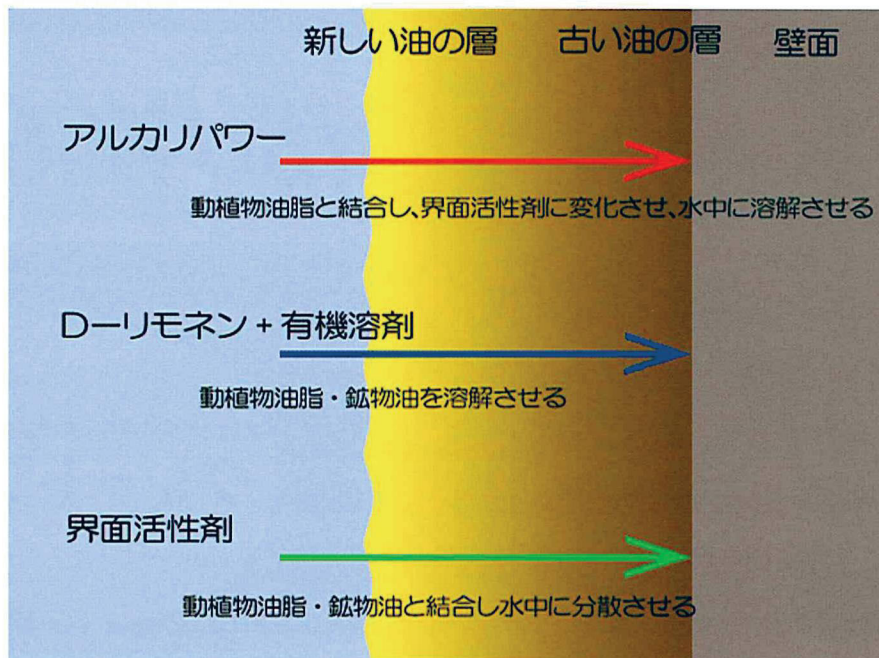 新しい油の層 古い油の層 壁面
アルカリパワー
動植物油脂と結合し、界面活性剤に変化させ、水中に溶解させる
Dーリモネン + 有機溶剤
動植物油脂・鉱物油を溶解させる
界面活性剤
動植物油脂・鉱物油と結合し水中に分散させる